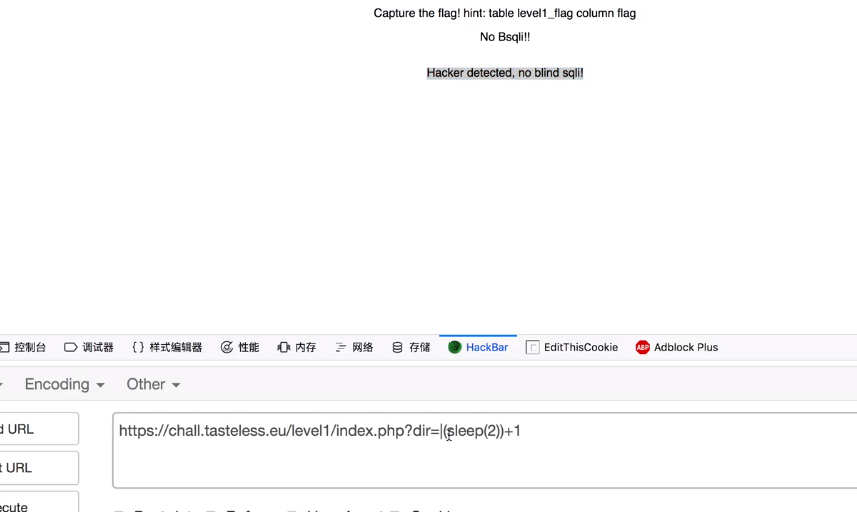 Capture the flag! hint: table level1_flag column flag
No Bsqli!!
Hacker detected, no blind sqli!
控制台 调试器 {} 样式编辑器 性能 内存 网络 存储 HackBar EditThisCookie ABP Adblock Plus
Encoding Other
URL
https://chall.tasteless.eu/level1/index.php?dir=|(sleep(2))+1
URL